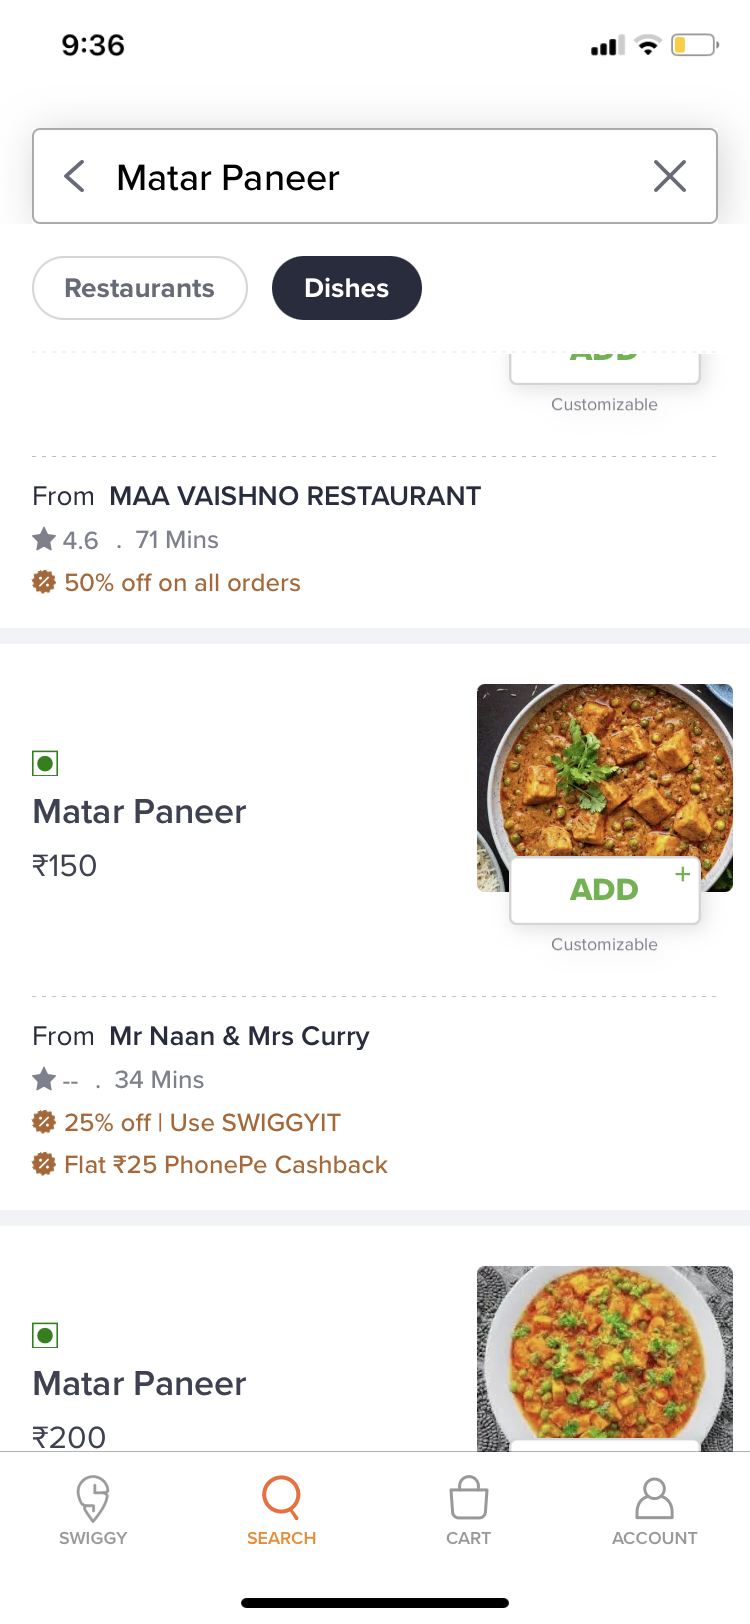 9:36
Matar Paneer
Restaurants
Dishes
ADD
Customizable
From MAA VAISHNO RESTAURANT
4.6 . 71 Mins
50% off on all orders
Matar Paneer
₹150
ADD +
Customizable
From Mr Naan & Mrs Curry
-- . 34 Mins
25% off | Use SWIGGYIT
Flat ₹25 PhonePe Cashback
Matar Paneer
₹200
SWIGGY
SEARCH
CART
ACCOUNT